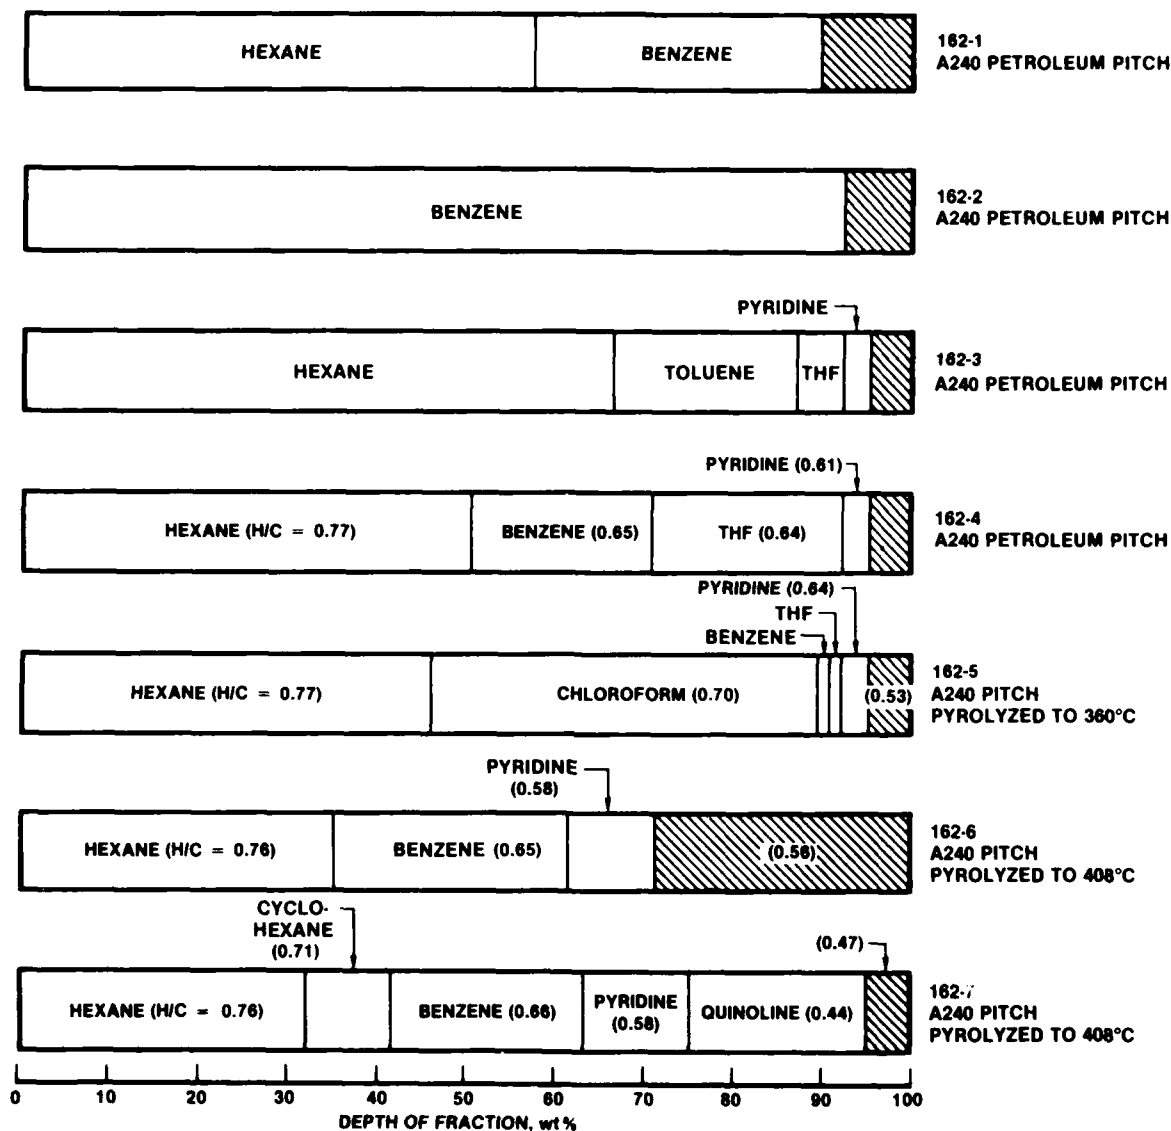 HEXANE
BENZENE
162-1
A240 PETROLEUM PITCH
BENZENE
162-2
A240 PETROLEUM PITCH
PYRIDINE
HEXANE
TOLUENE
THF
162-3
A240 PETROLEUM PITCH
PYRIDINE (0.61)
HEXANE (H/C = 0.77)
BENZENE (0.65)
THF (0.64)
162-4
A240 PETROLEUM PITCH
PYRIDINE (0.64)
THF
BENZENE
HEXANE (H/C = 0.77)
CHLOROFORM (0.70)
(0.53)
162-5
A240 PITCH
PYROLYZED TO 360°C
PYRIDINE
(0.58)
HEXANE (H/C = 0.76)
BENZENE (0.65)
(0.56)
162-6
A240 PITCH
PYROLYZED TO 408°C
CYCLO-
HEXANE
(0.71)
(0.47)
HEXANE (H/C = 0.76)
BENZENE (0.66)
PYRIDINE
(0.58)
QUINOLINE (0.44)
162-7
A240 PITCH
PYROLYZED TO 408°C
0 10 20 30 40 50 60 70 80 90 100
DEPTH OF FRACTION, wt%